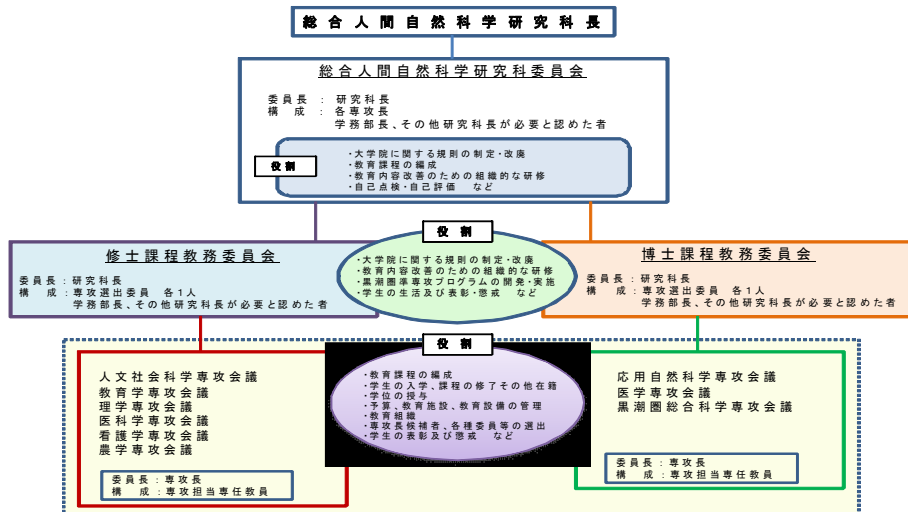 総合人間自然科学研究科長
総合人間自然科学研究科委員会
委員長：研究科長
構　成：各専攻長
学務部長、その他研究科長が必要と認めた者
役割
・大学院に関する規則の制定・改廃
・教育課程の編成
・教育内容改善のための組織的な研修
・自己点検・自己評価　など
修士課程教務委員会
委員長：研究科長
構　成：専攻選出委員　各1人
学務部長、その他研究科長が必要と認めた者
役割
・大学院に関する規則の制定・改廃
・教育内容改善のための組織的な研修
・黒潮圏準専攻プログラムの開発・実施
・学生の生活及び表彰・懲戒　など
博士課程教務委員会
委員長：研究科長
構　成：専攻選出委員　各1人
学務部長、その他研究科長が必要と認めた者
人文社会科学専攻会議
教育学専攻会議
理学専攻会議
医科学専攻会議
看護学専攻会議
農学専攻会議
委員長：専攻長
構　成：専攻担当専任教員
役割
・教育課程の編成
・学生の入学、課程の修了その他在籍
・学位の授与
・予算、教育施設、教育設備の管理
・教育組織
・専攻長候補者、各種委員等の選出
・学生の表彰及び懲戒　など
応用自然科学専攻会議
医学専攻会議
黒潮圏総合科学専攻会議
委員長：専攻長
構　成：専攻担当専任教員